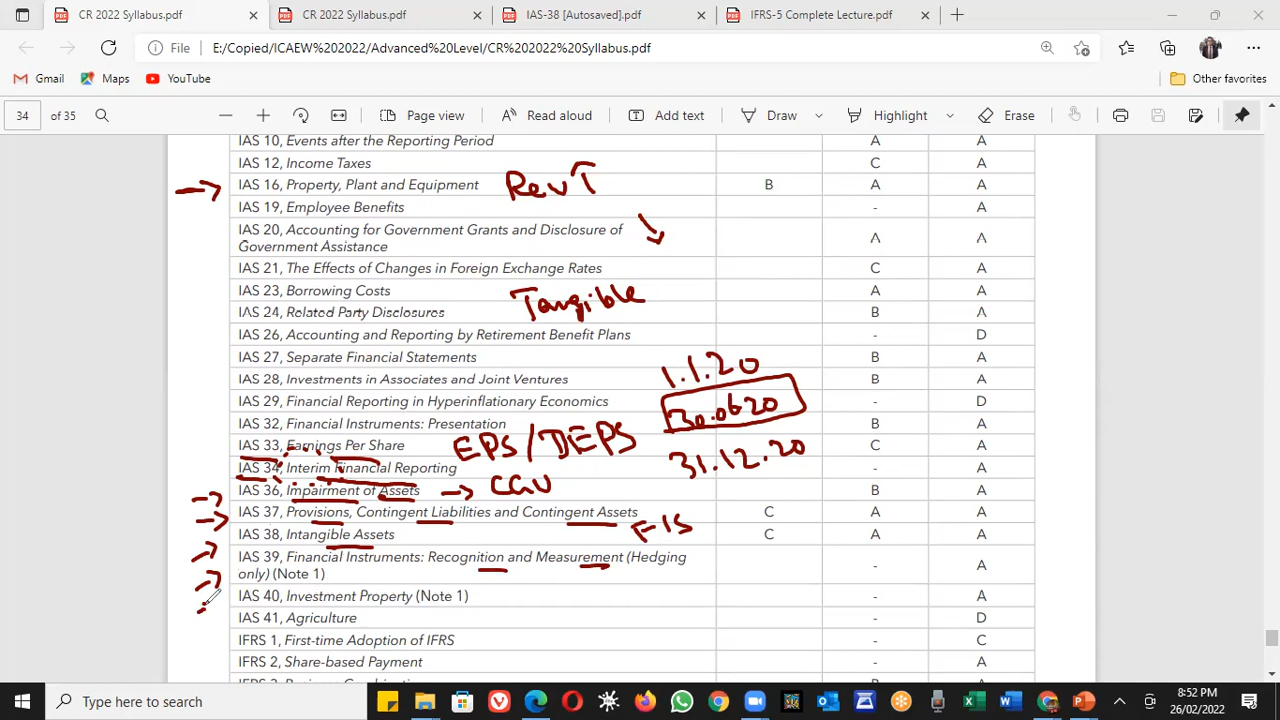 CR 2022 Syllabus.pdf
CR 2022 Syllabus.pdf
IAS-38 [Autosaved].pdf
IFRS-5 Complete Lecture.pdf
File
E:/Copied/ICAEW%202022/Advanced%20Level/CR%202022%20Syllabus.pdf
Gmail
Maps
YouTube
Other favorites
34 of 35
Page view
Read aloud
Add text
Draw
Highlight
Erase
IAS 10, Events after the Reporting Period A A
IAS 12, Income Taxes C A
IAS 16, Property, Plant and Equipment RevT B A A
IAS 19, Employee Benefits - A
IAS 20, Accounting for Government Grants and Disclosure of
Government Assistance A A
IAS 21, The Effects of Changes in Foreign Exchange Rates C A
IAS 23, Borrowing Costs A A
Tangible
IAS 24, Related Party Disclosures B A
IAS 26, Accounting and Reporting by Retirement Benefit Plans - D
IAS 27, Separate Financial Statements B A
1.1.20
IAS 28, Investments in Associates and Joint Ventures B A
IAS 29, Financial Reporting in Hyperinflationary Economics - D
30.0620
IAS 32, Financial Instruments: Presentation B A
IAS 33, Earnings Per Share EPS/DEPS C A
31.12.20
IAS 34, Interim Financial Reporting - A
IAS 36, Impairment of Assets CGU B A
IAS 37, Provisions, Contingent Liabilities and Contingent Assets C A A
IAS 38, Intangible Assets C A A
IAS 39, Financial Instruments: Recognition and Measurement (Hedging
only) (Note 1) - A
IAS 40, Investment Property (Note 1) - A
IAS 41, Agriculture - D
IFRS 1, First-time Adoption of IFRS - C
IFRS 2, Share-based Payment - A
Type here to search
8:52 PM
26/02/2022